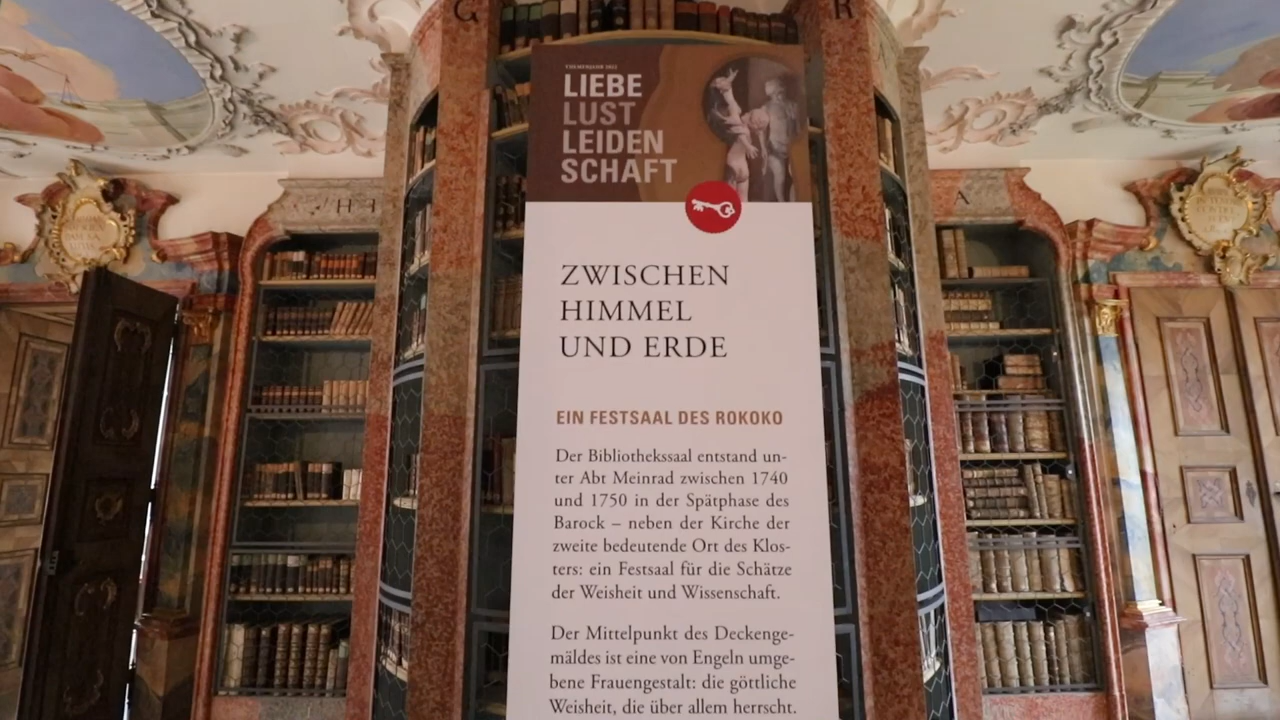 G
R
THEMENJAHR 2022
LIEBE
LUST
LEIDEN
SCHAFT
A
ZWISCHEN
HIMMEL
UND ERDE
EIN FESTSAAL DES ROKOKO
Der Bibliothekssaal entstand un-
ter Abt Meinrad zwischen 1740
und 1750 in der Spätphase des
Barock – neben der Kirche der
zweite bedeutende Ort des Klos-
ters: ein Festsaal für die Schätze
der Weisheit und Wissenschaft.
Der Mittelpunkt des Deckenge-
mäldes ist eine von Engeln umge-
bene Frauengestalt: die göttliche
Weisheit, die über allem herrscht.